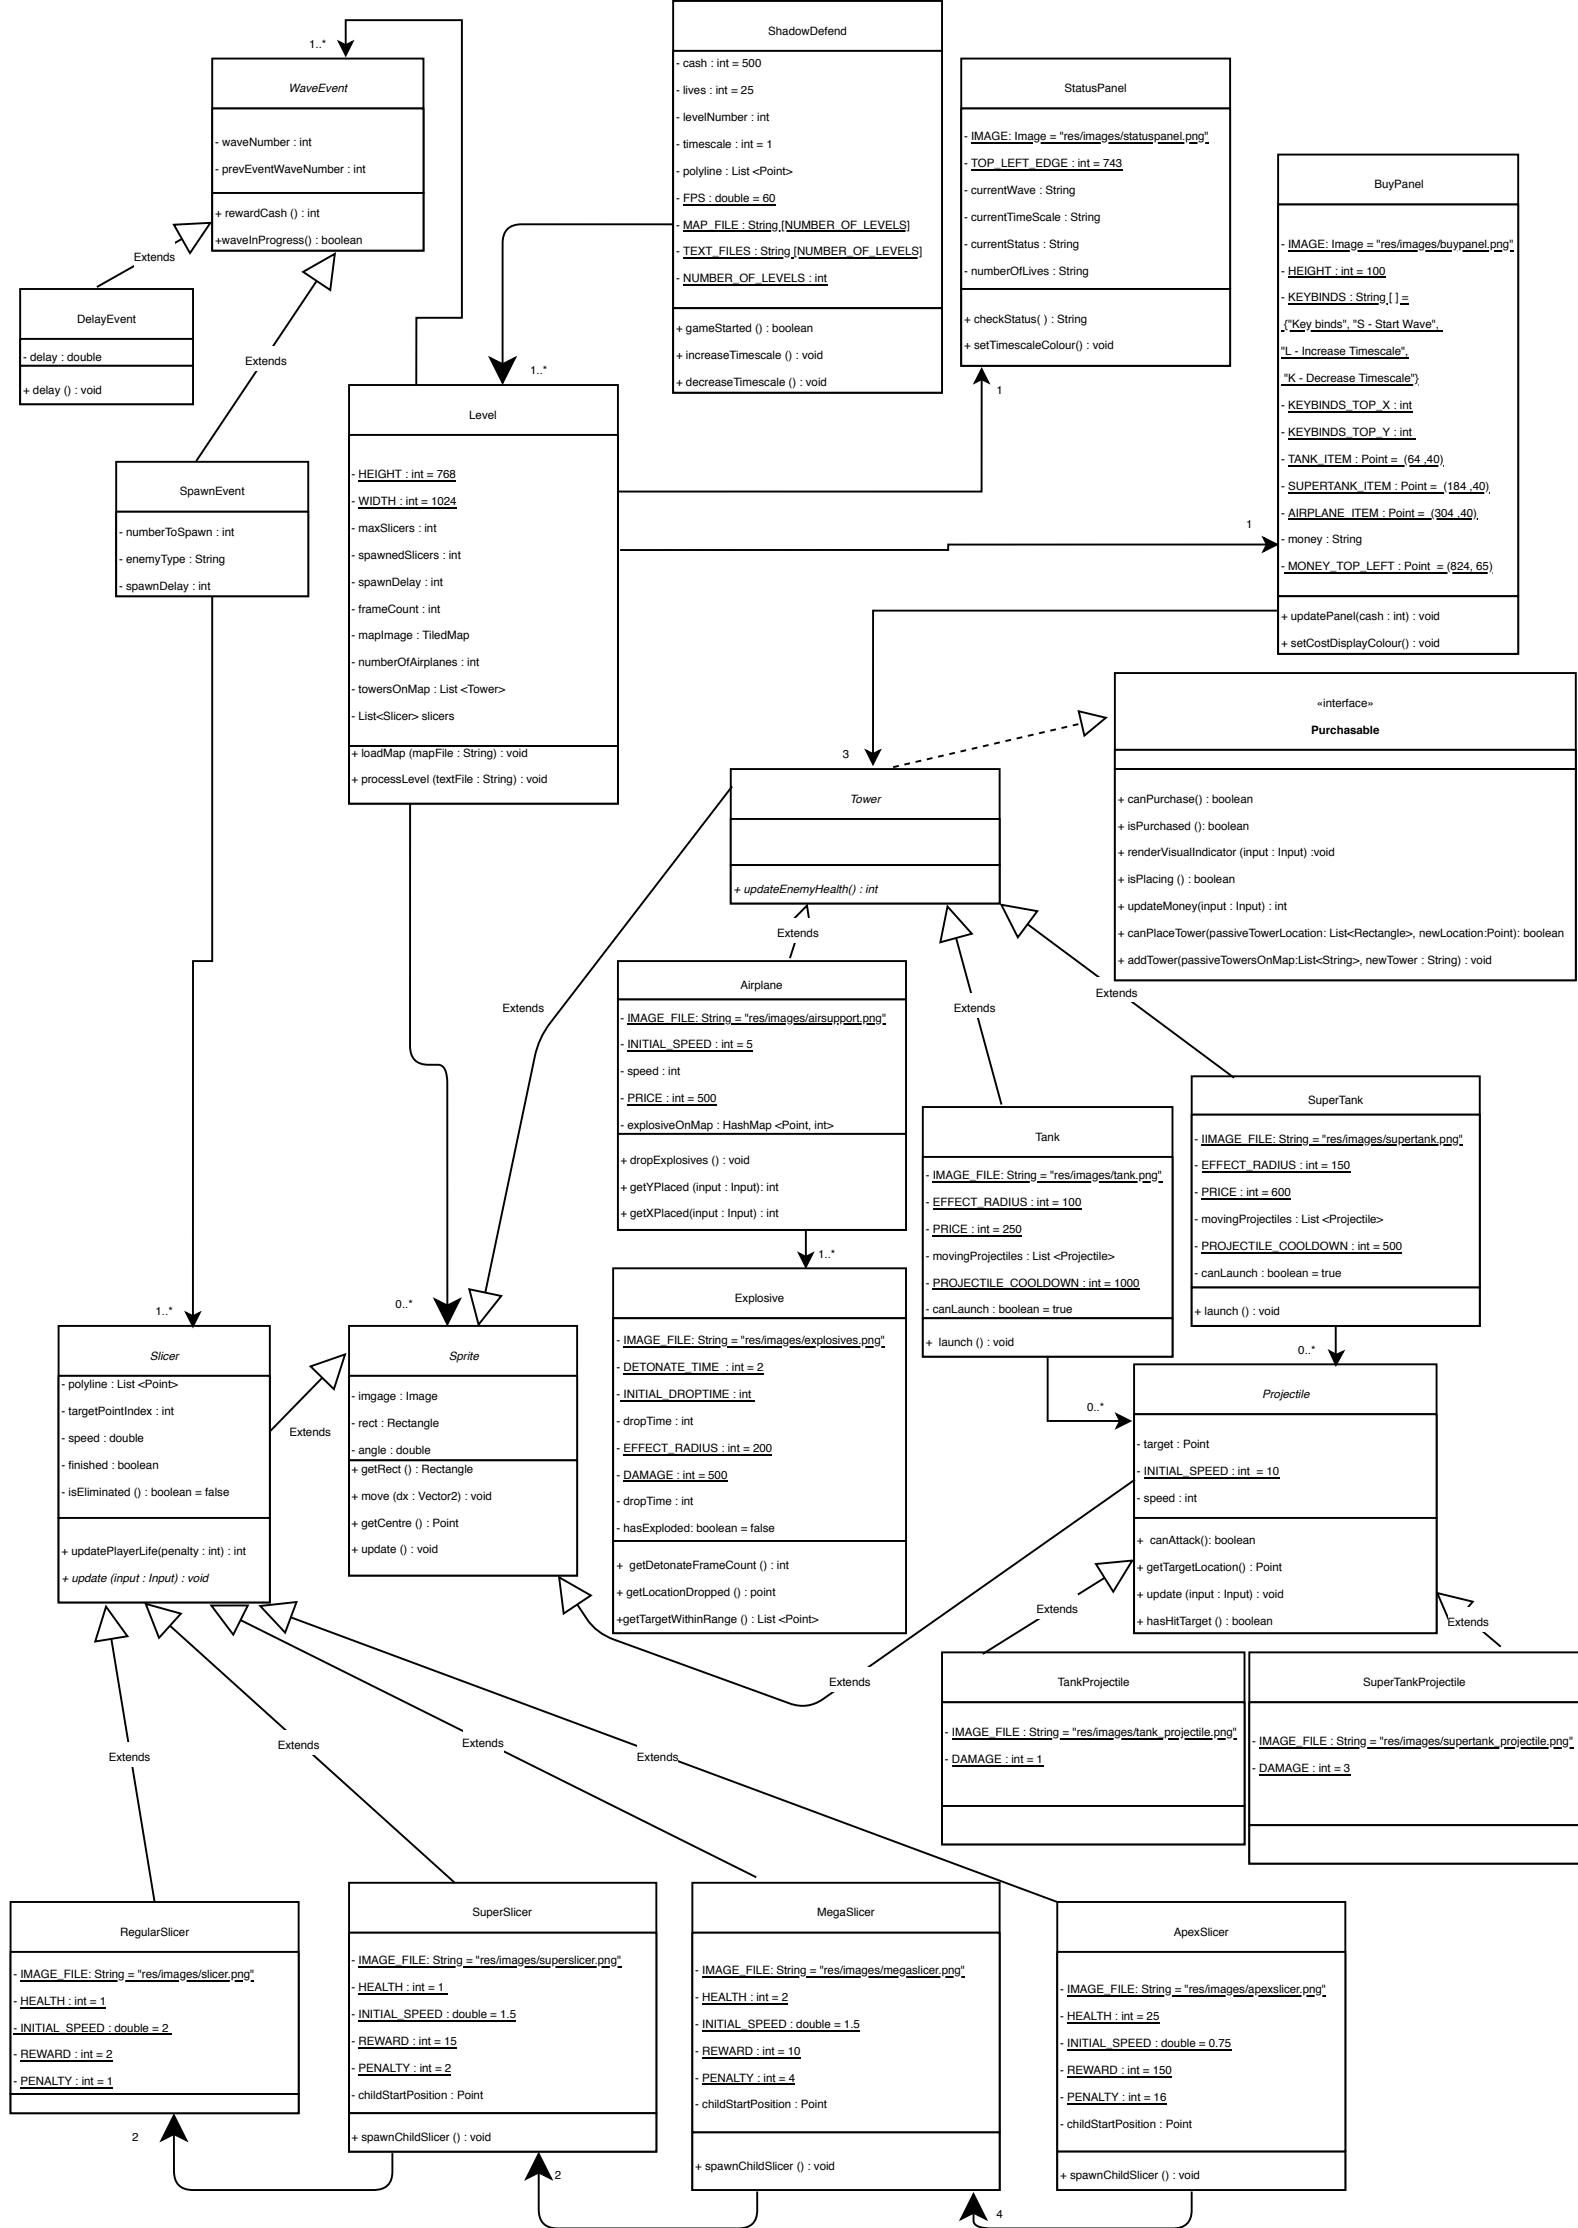 ShadowDefend
- cash : int = 500
- lives : int = 25
- levelNumber : int
- timescale : int = 1
- polyline : List <Point>
- FPS : double = 60
- MAP_FILE : String [NUMBER_OF_LEVELS]
- TEXT_FILES : String [NUMBER_OF_LEVELS]
- NUMBER_OF_LEVELS : int
+ gameStarted () : boolean
+ increaseTimescale () : void
+ decreaseTimescale () : void
1..*
WaveEvent
- waveNumber : int
- prevEventWaveNumber : int
+ rewardCash () : int
+waveInProgress() : boolean
Extends
DelayEvent
- delay : double
+ delay () : void
Extends
SpawnEvent
- numberToSpawn : int
- enemyType : String
- spawnDelay : int
StatusPanel
- IMAGE: Image = "res/images/statuspanel.png"
- TOP_LEFT_EDGE : int = 743
- currentWave : String
- currentTimeScale : String
- currentStatus : String
- numberOfLives : String
+ checkStatus( ) : String
+ setTimescaleColour() : void
1
BuyPanel
- IMAGE: Image = "res/images/buypanel.png"
- HEIGHT : int = 100
- KEYBINDS : String [ ] =
{"Key binds", "S - Start Wave",
"L - Increase Timescale",
"K - Decrease Timescale"}
- KEYBINDS_TOP_X : int
- KEYBINDS_TOP_Y : int
- TANK_ITEM : Point = (64 ,40)
- SUPERTANK_ITEM : Point = (184 ,40)
- AIRPLANE_ITEM : Point = (304 ,40)
- money : String
- MONEY_TOP_LEFT : Point = (824, 65)
+ updatePanel(cash : int) : void
+ setCostDisplayColour() : void
1
1..*
Level
- HEIGHT : int = 768
- WIDTH : int = 1024
- maxSlicers : int
- spawnedSlicers : int
- spawnDelay : int
- frameCount : int
- mapImage : TiledMap
- numberOfAirplanes : int
- towersOnMap : List <Tower>
- List<Slicer> slicers
+ loadMap (mapFile : String) : void
+ processLevel (textFile : String) : void
«interface»
Purchasable
+ canPurchase() : boolean
+ isPurchased (): boolean
+ renderVisualIndicator (input : Input) :void
+ isPlacing () : boolean
+ updateMoney(input : Input) : int
+ canPlaceTower(passiveTowerLocation: List<Rectangle>, newLocation:Point): boolean
+ addTower(passiveTowersOnMap:List<String>, newTower : String) : void
3
Tower
+ updateEnemyHealth() : int
Extends
Extends
Extends
Extends
Airplane
- IMAGE_FILE: String = "res/images/airsupport.png"
- INITIAL_SPEED : int = 5
- speed : int
- PRICE : int = 500
- explosiveOnMap : HashMap <Point, int>
+ dropExplosives () : void
+ getYPlaced (input : Input): int
+ getXPlaced(input : Input) : int
1..*
Tank
- IMAGE_FILE: String = "res/images/tank.png"
- EFFECT_RADIUS : int = 100
- PRICE : int = 250
- movingProjectiles : List <Projectile>
- PROJECTILE_COOLDOWN : int = 1000
- canLaunch : boolean = true
+ launch () : void
SuperTank
- IIMAGE_FILE: String = "res/images/supertank.png"
- EFFECT_RADIUS : int = 150
- PRICE : int = 600
- movingProjectiles : List <Projectile>
- PROJECTILE_COOLDOWN : int = 500
- canLaunch : boolean = true
+ launch () : void
0..*
0..*
Explosive
- IMAGE_FILE: String = "res/images/explosives.png"
- DETONATE_TIME : int = 2
- INITIAL_DROPTIME : int
- dropTime : int
- EFFECT_RADIUS : int = 200
- DAMAGE : int = 500
- dropTime : int
- hasExploded: boolean = false
+ getDetonateFrameCount () : int
+ getLocationDropped () : point
+getTargetWithinRange () : List <Point>
1..*
Slicer
- polyline : List <Point>
- targetPointIndex : int
- speed : double
- finished : boolean
- isEliminated () : boolean = false
+ updatePlayerLife(penalty : int) : int
+ update (input : Input) : void
Extends
0..*
Sprite
- imgage : Image
- rect : Rectangle
- angle : double
+ getRect () : Rectangle
+ move (dx : Vector2) : void
+ getCentre () : Point
+ update () : void
Projectile
- target : Point
- INITIAL_SPEED : int = 10
- speed : int
+ canAttack(): boolean
+ getTargetLocation() : Point
+ update (input : Input) : void
+ hasHitTarget () : boolean
Extends
Extends
Extends
TankProjectile
- IMAGE_FILE : String = "res/images/tank_projectile.png"
- DAMAGE : int = 1
SuperTankProjectile
- IMAGE_FILE : String = "res/images/supertank_projectile.png"
- DAMAGE : int = 3
Extends
Extends
Extends
Extends
RegularSlicer
- IMAGE_FILE: String = "res/images/slicer.png"
- HEALTH : int = 1
- INITIAL_SPEED : double = 2
- REWARD : int = 2
- PENALTY : int = 1
2
SuperSlicer
- IMAGE_FILE: String = "res/images/superslicer.png"
- HEALTH : int = 1
- INITIAL_SPEED : double = 1.5
- REWARD : int = 15
- PENALTY : int = 2
- childStartPosition : Point
+ spawnChildSlicer () : void
2
MegaSlicer
- IMAGE_FILE: String = "res/images/megaslicer.png"
- HEALTH : int = 2
- INITIAL_SPEED : double = 1.5
- REWARD : int = 10
- PENALTY : int = 4
- childStartPosition : Point
+ spawnChildSlicer () : void
4
ApexSlicer
- IMAGE_FILE: String = "res/images/apexslicer.png"
- HEALTH : int = 25
- INITIAL_SPEED : double = 0.75
- REWARD : int = 150
- PENALTY : int = 16
- childStartPosition : Point
+ spawnChildSlicer () : void